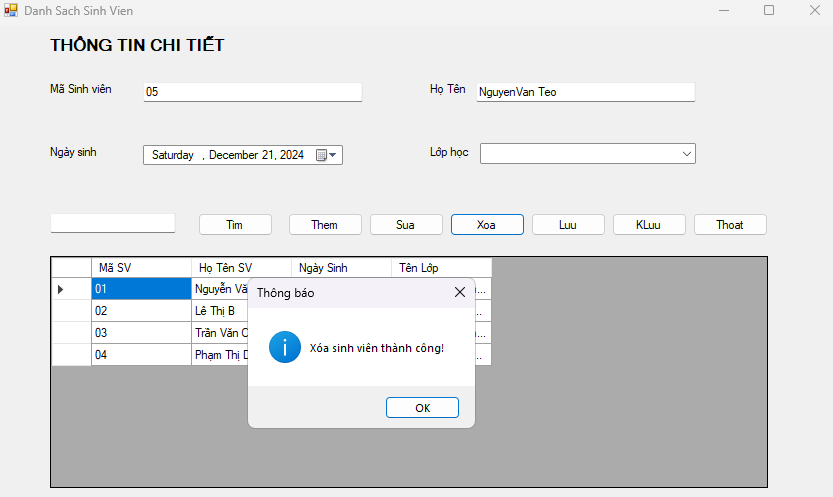 Danh Sach Sinh Vien
THÔNG TIN CHI TIẾT
Mã Sinh viên 05 Họ Tên NguyenVan Teo
Ngày sinh Saturday , December 21, 2024 Lớp học
Tim Them Sua Xoa Luu KLuu Thoat
Mã SV Họ Tên SV Ngày Sinh Tên Lớp
01 Nguyễn Vă
02 Lê Thị B
03 Trần Văn C
04 Phạm Thị D
Thông báo
Xóa sinh viên thành công!
OK